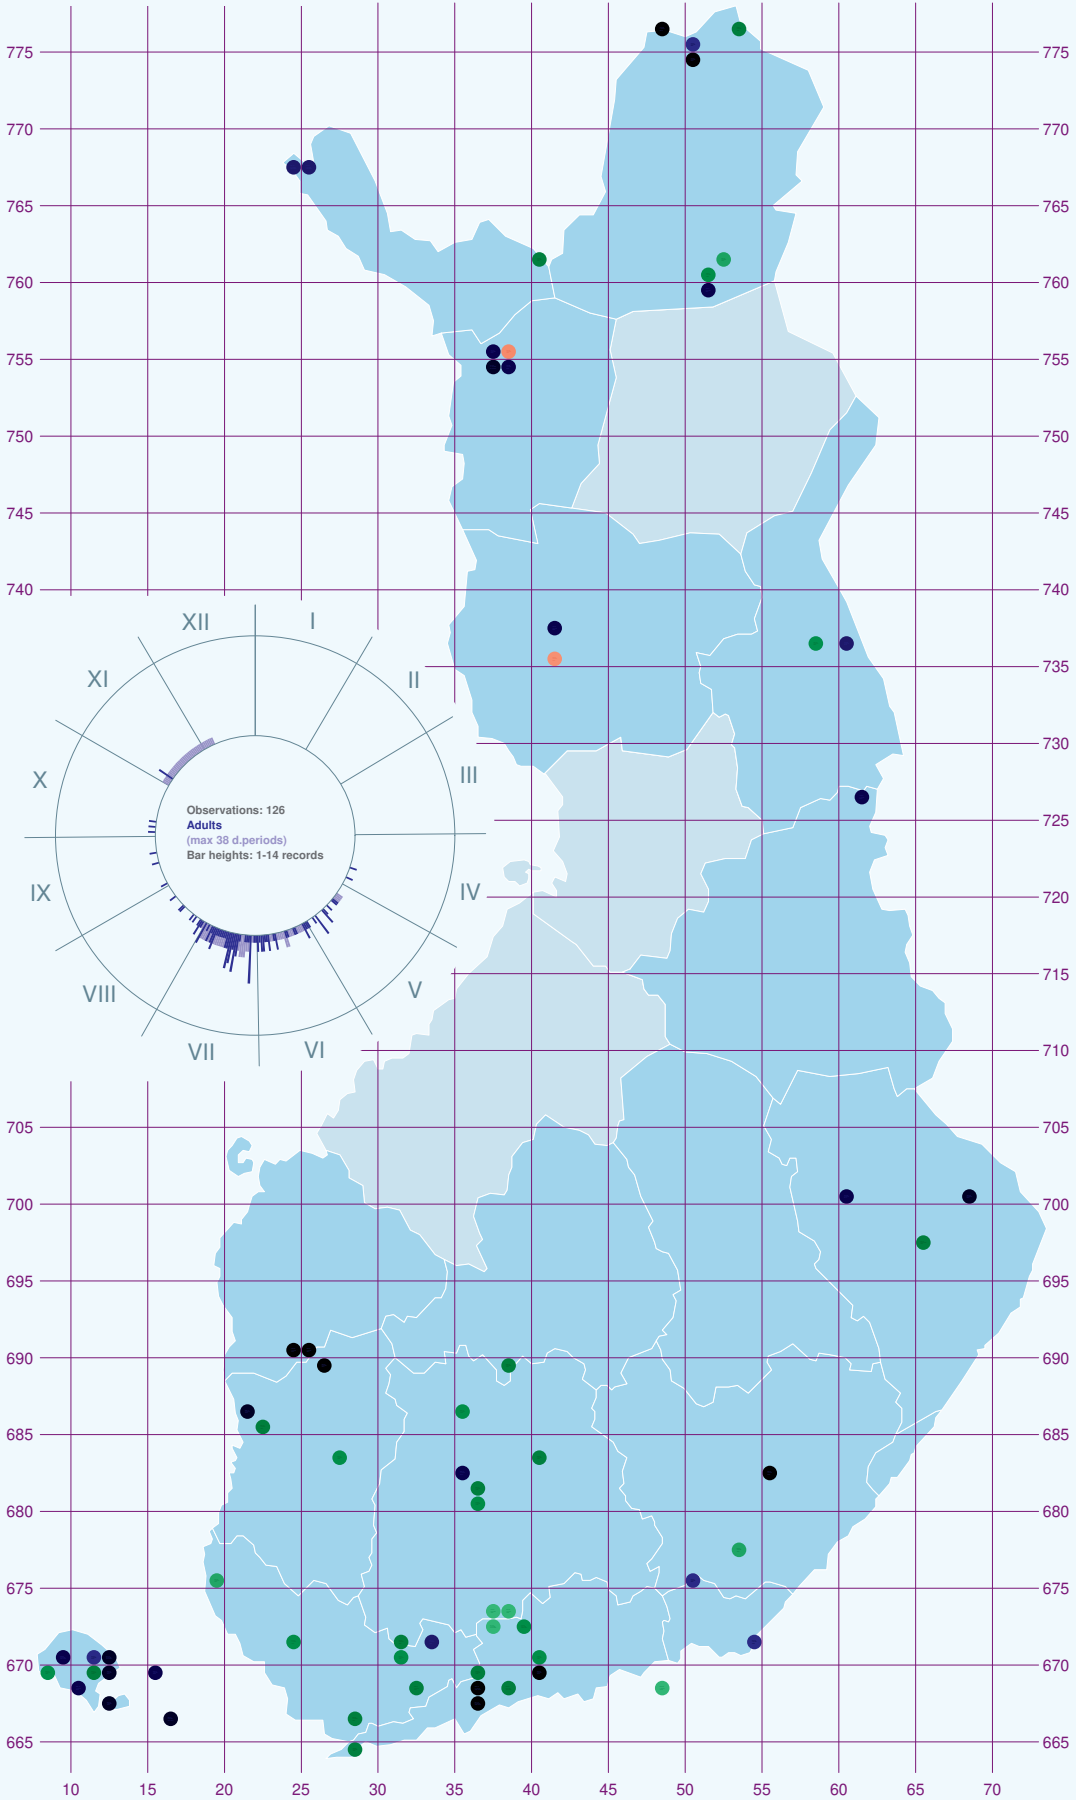 775 775
770 770
765 765
760 760
755 755
750 750
745 745
740 740
XII I
XI II
735
730 730
X III
Observations: 126
Adults
(max 38 d.periods)
Bar heights: 1-14 records
725
IX IV
720
VIII V
715
VII VI
710
705 705
700 700
695 695
690 690
685 685
680 680
675 675
670 670
665 665
10 15 20 25 30 35 40 45 50 55 60 65 70